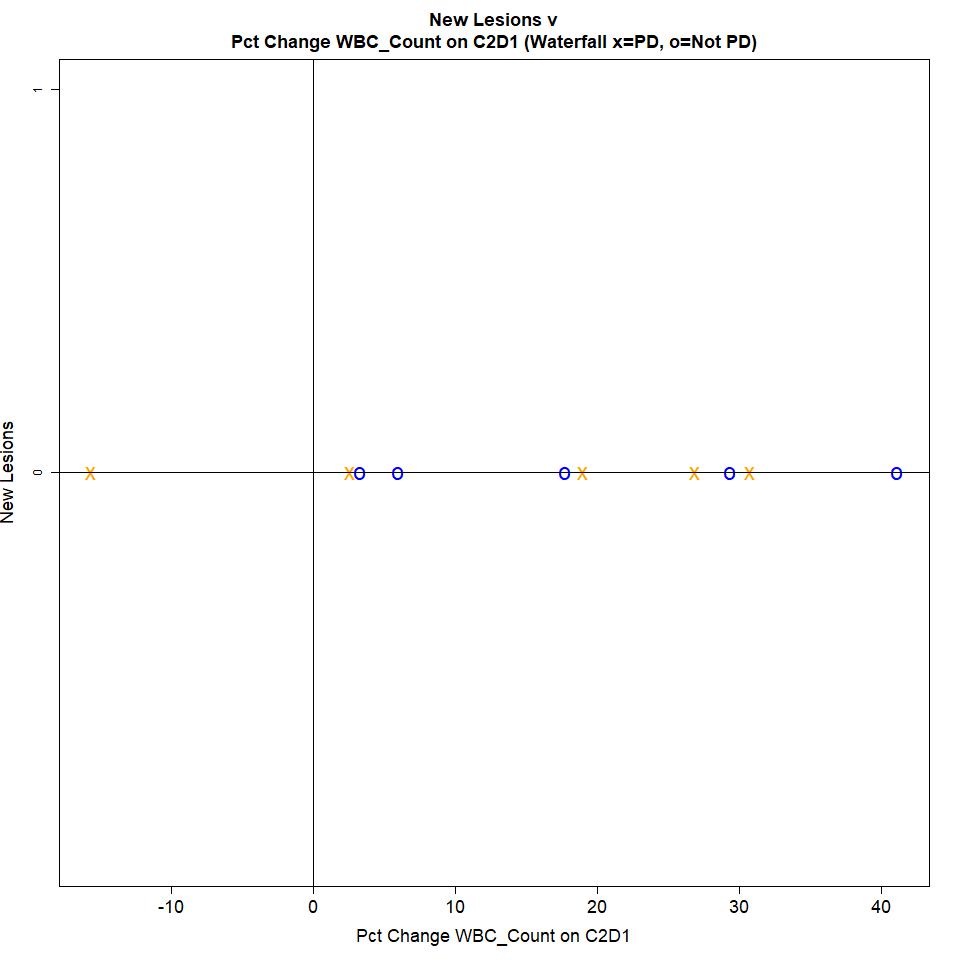 New Lesions v
Pct Change WBC_Count on C2D1 (Waterfall x=PD, o=Not PD)
1
New Lesions
0
x x o o o x x o x o
-10 0 10 20 30 40
Pct Change WBC_Count on C2D1